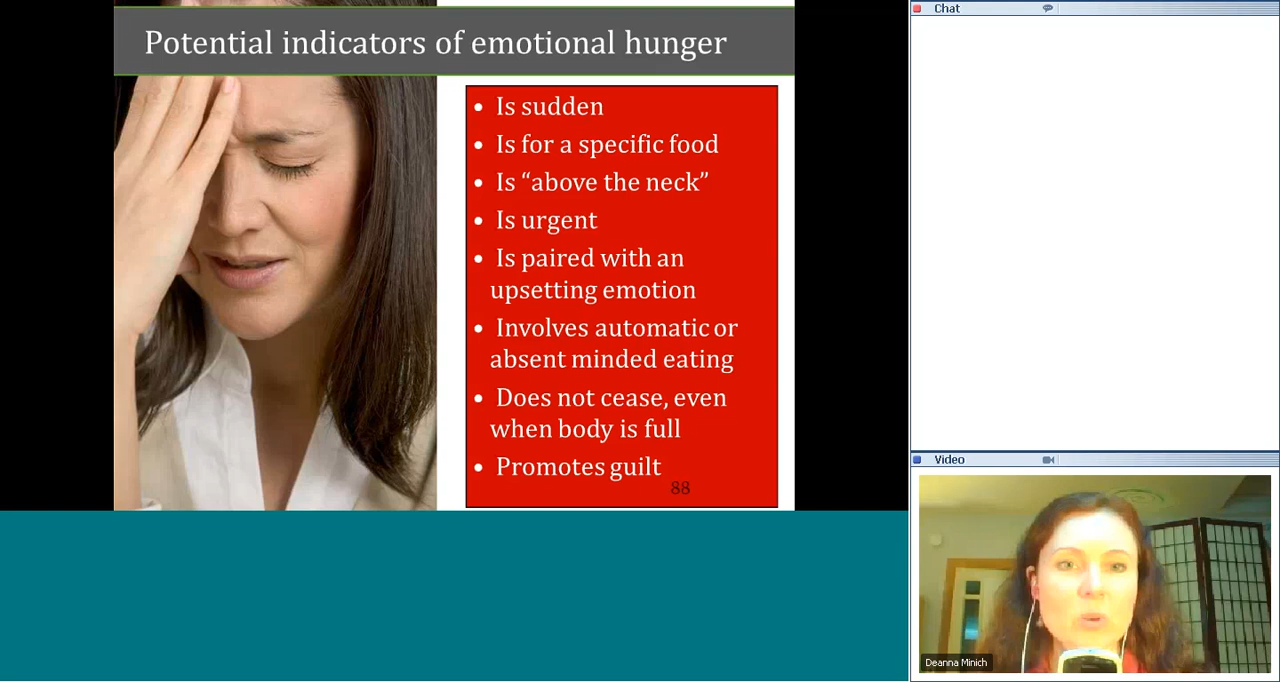 Potential indicators of emotional hunger
• Is sudden
• Is for a specific food
• Is “above the neck”
• Is urgent
• Is paired with an
upsetting emotion
• Involves automatic or
absent minded eating
• Does not cease, even
when body is full
• Promotes guilt
88
Chat
Video
Deanna Minich